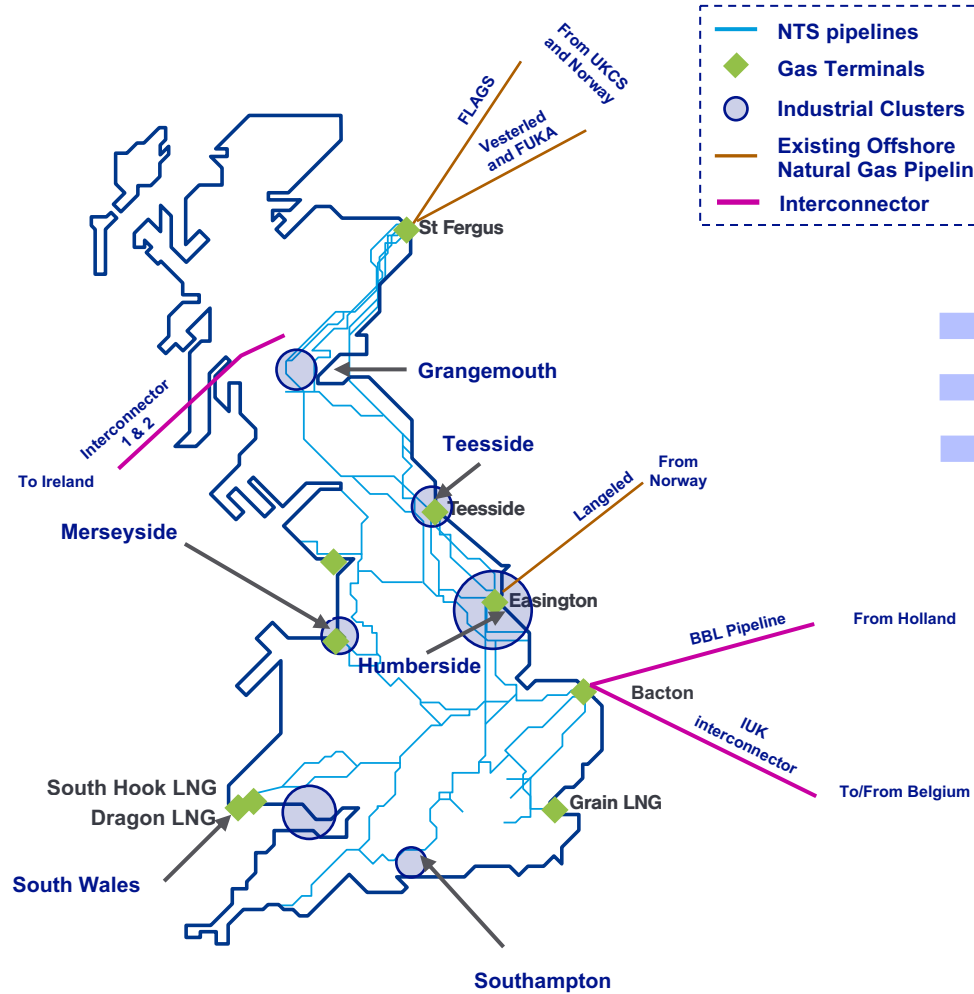 NTS pipelines
Gas Terminals
Industrial Clusters
Existing Offshore
Natural Gas Pipelin
Interconnector
From UKCS
and Norway
FLAGS
Vesterled
and FUKA
St Fergus
Grangemouth
Interconnector
1 & 2
To Ireland
Teesside
Teesside
From
Norway
Langeled
Merseyside
Easington
Humberside
BBL Pipeline
From Holland
Bacton
IUK
interconnector
To/From Belgium
South Hook LNG
Dragon LNG
Grain LNG
South Wales
Southampton